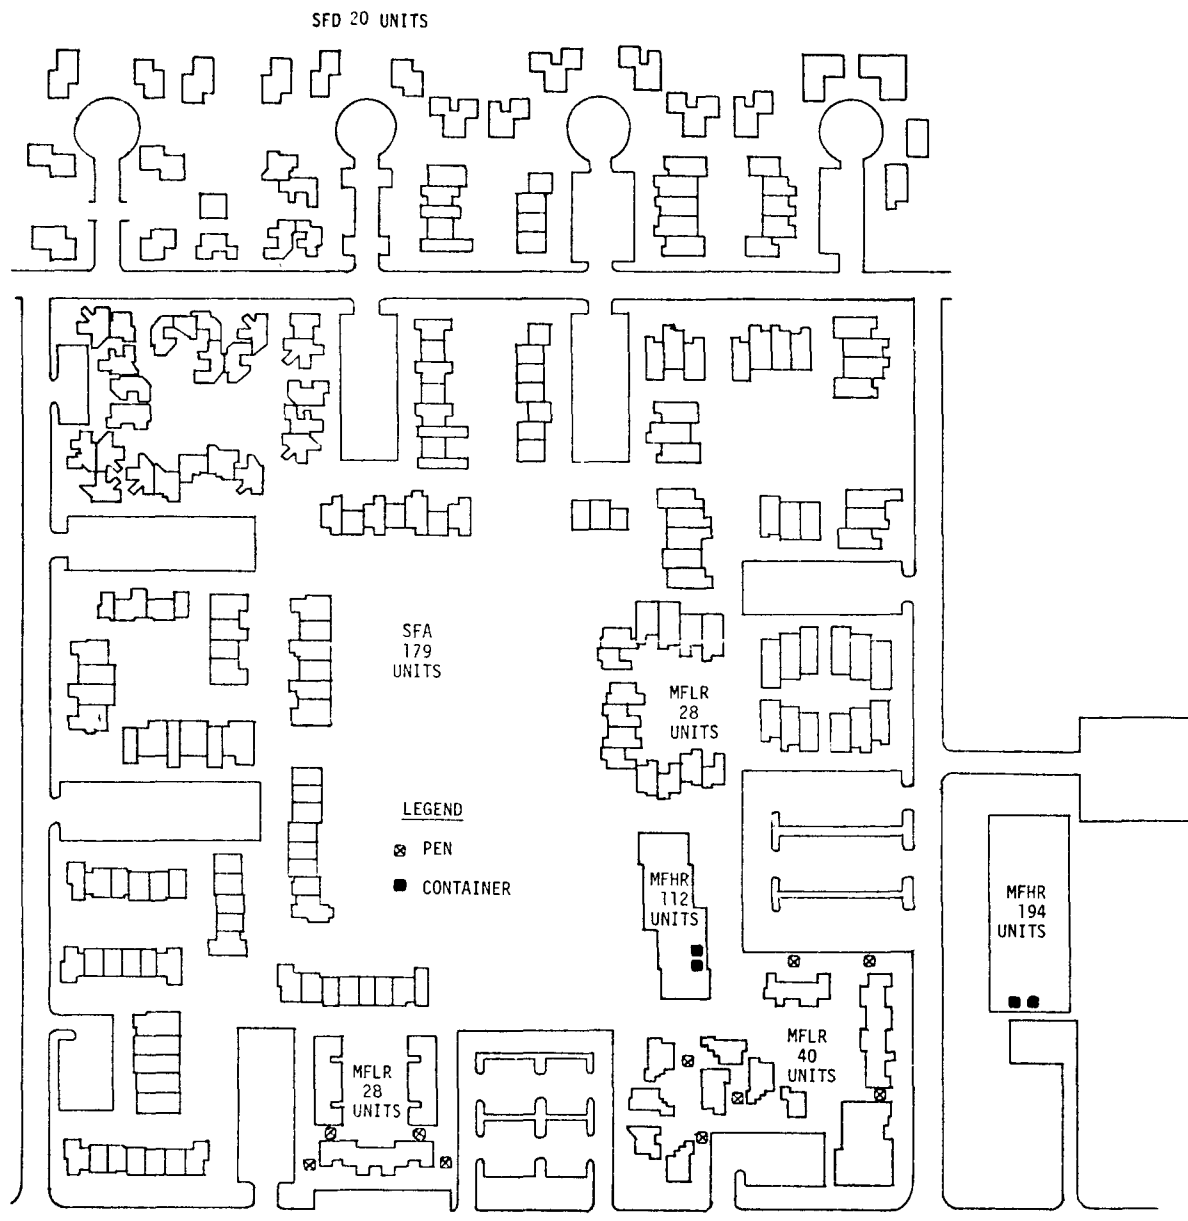 SFD 20 UNITS
SFA
179
UNITS
MFLR
28
UNITS
LEGEND
PEN
CONTAINER
MFHR
112
UNITS
MFHR
194
UNITS
MFLR
40
UNITS
MFLR
28
UNITS